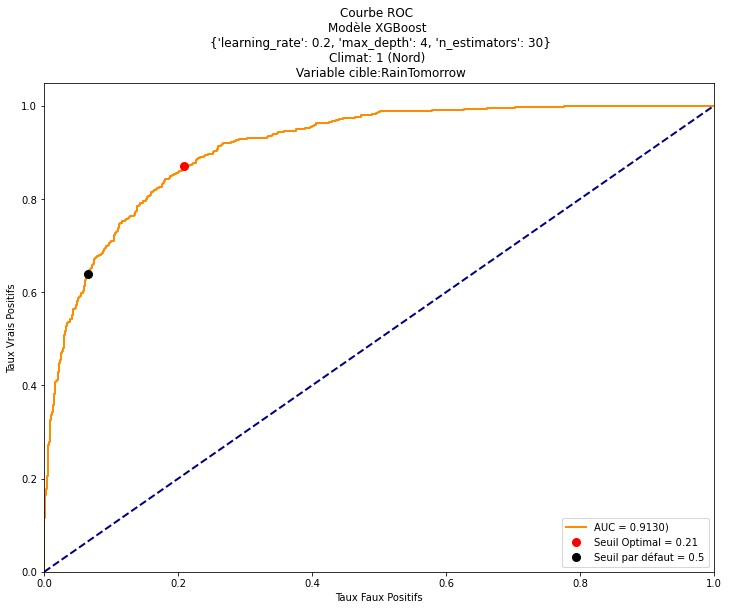 Courbe ROC
Modèle XGBoost
{'learning_rate': 0.2, 'max_depth': 4, 'n_estimators': 30}
Climat: 1 (Nord)
Variable cible:RainTomorrow
1.0
0.8
0.6
0.4
0.2
0.0
Taux Vrais Positifs
AUC = 0.9130)
Seuil Optimal = 0.21
Seuil par défaut = 0.5
0.0
0.2
0.4
0.6
0.8
1.0
Taux Faux Positifs